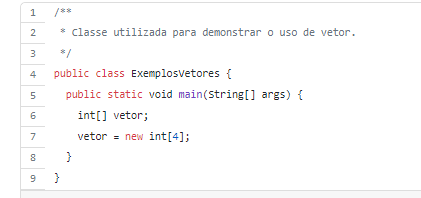 1 /**
2  * Classe utilizada para demonstrar o uso de vetor.
3  */
4 public class ExemplosVetores {
5   public static void main(String[] args) {
6     int[] vetor;
7     vetor = new int[4];
8   }
9 }